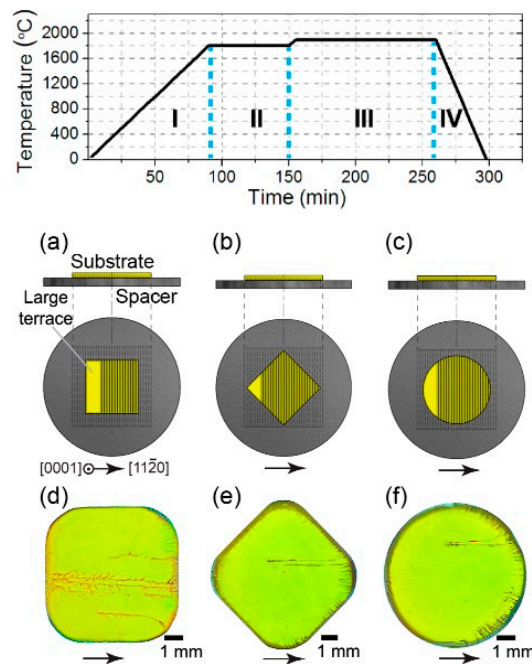 Temperature (°C)
2000
1600
1200
800
400
0
I
II
III
IV
50
100
150
200
250
300
Time (min)
(a)
(b)
(c)
Substrate
Large
terrace
Spacer
[0001]
[112̅0]
(d)
(e)
(f)
1 mm
1 mm
1 mm